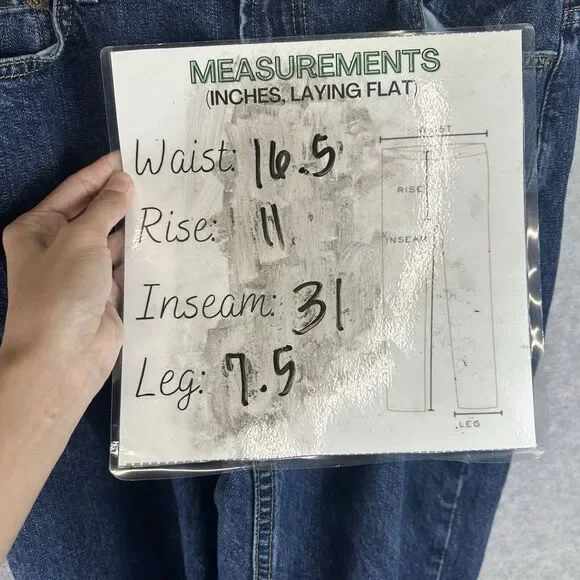 MEASUREMENTS
(INCHES, LAYING FLAT)
Waist: 16.5
WAIST
RISE
Rise: 11
INSEAM
Inseam: 31
Leg: 7.5
LEG